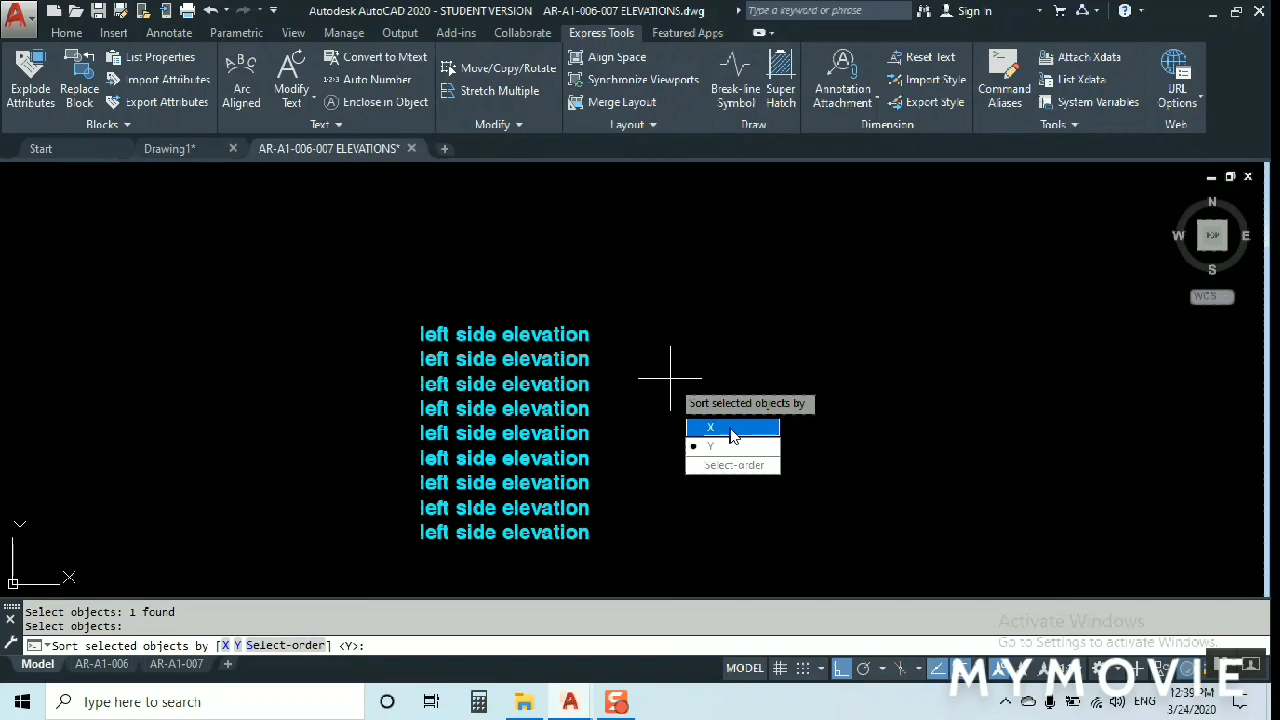 Autodesk AutoCAD 2020 - STUDENT VERSION AR-A1-006-007 ELEVATIONS.dwg
Type a keyword or phrase
Sign In
Home Insert Annotate Parametric View Manage Output Add-ins Collaborate Express Tools Featured Apps
Explode Attributes
Replace Block
List Properties
Import Attributes
Export Attributes
Blocks
Arc Aligned
Modify Text
Convert to Mtext
Auto Number
Enclose in Object
Text
Move/Copy/Rotate
Stretch Multiple
Modify
Align Space
Synchronize Viewports
Merge Layout
Layout
Break-line Symbol
Super Hatch
Draw
Annotation Attachment
Reset Text
Import Style
Export style
Dimension
Command Aliases
Attach Xdata
List Xdata
System Variables
Tools
URL Options
Web
Start Drawing1* AR-A1-006-007 ELEVATIONS*
N
W TOP E
S
WCS
left side elevation
left side elevation
left side elevation
left side elevation
left side elevation
left side elevation
left side elevation
left side elevation
left side elevation
Sort selected objects by
X
Y
Select-order
Y
X
Select objects: 1 found
Select objects:
Sort selected objects by [X Y Select-order] <Y>:
Activate Windows
Go to Settings to activate Windows.
Model AR-A1-006 AR-A1-007
MODEL
MYMOVIE
Type here to search
ENG
12:39 PM
3/24/2020